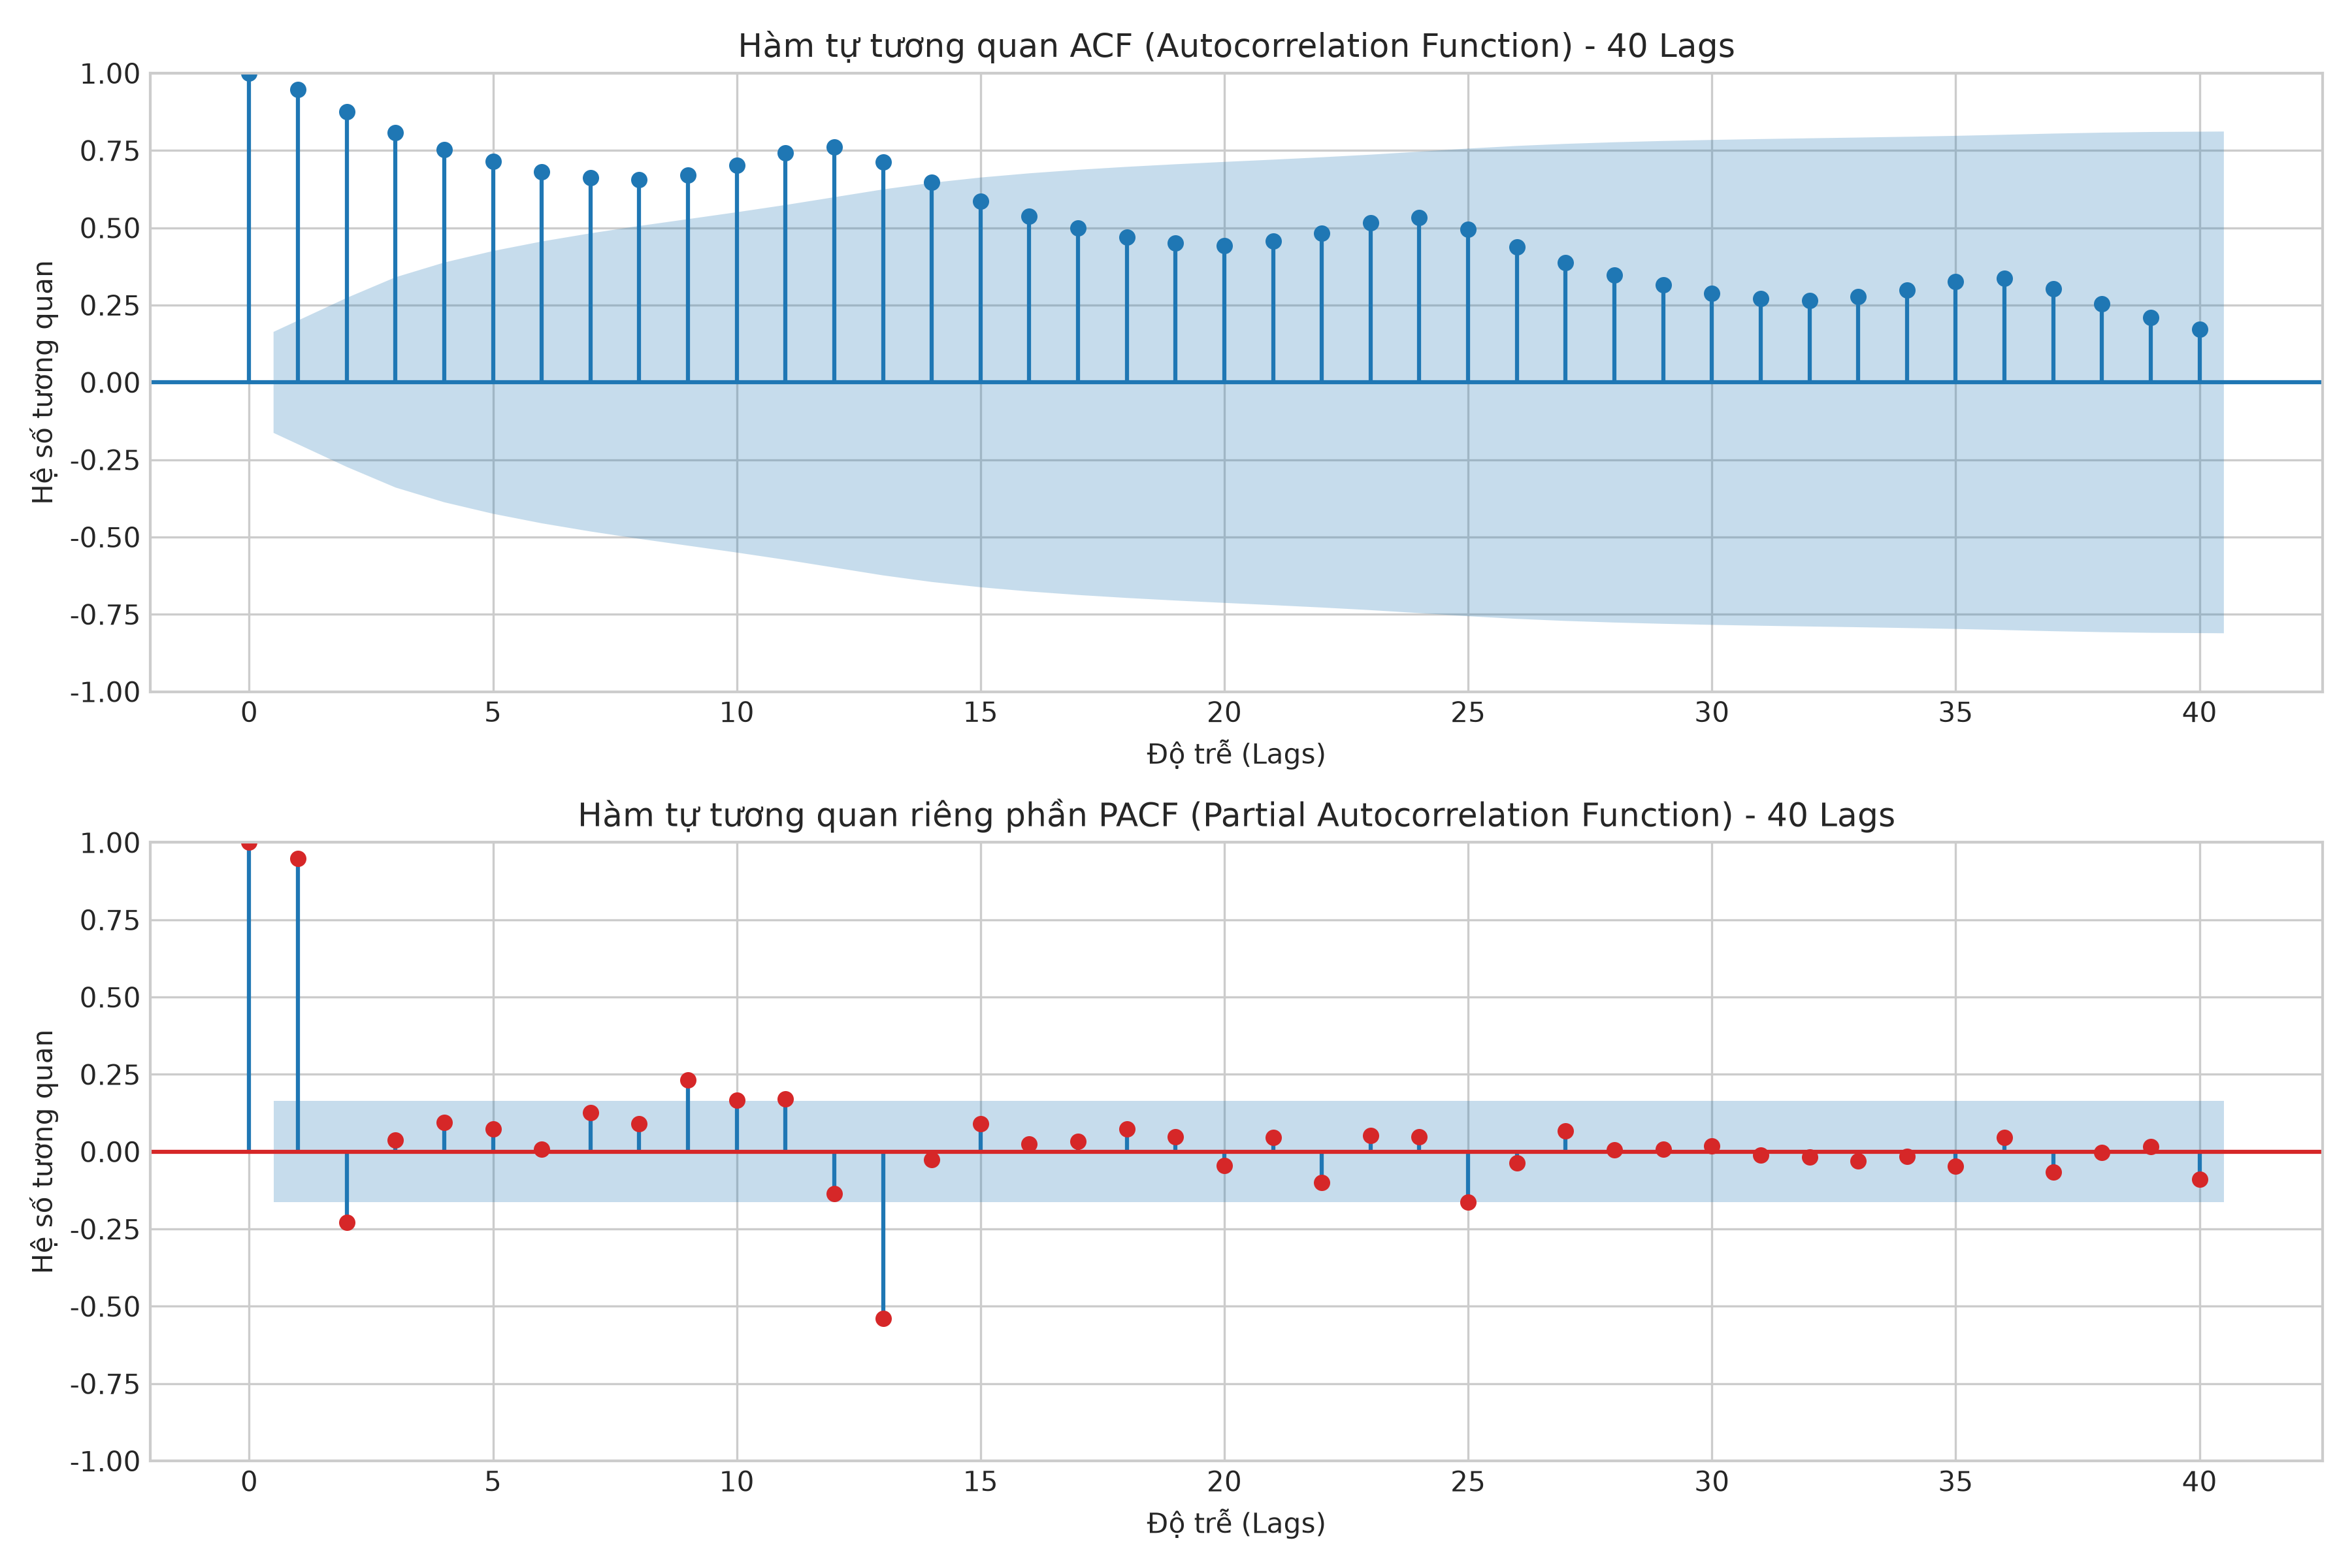 Hàm tự tương quan ACF (Autocorrelation Function) - 40 Lags
1.00
0.75
0.50
0.25
0.00
-0.25
-0.50
-0.75
-1.00
Hệ số tương quan
0 5 10 15 20 25 30 35 40
Độ trễ (Lags)
Hàm tự tương quan riêng phần PACF (Partial Autocorrelation Function) - 40 Lags
1.00
0.75
0.50
0.25
0.00
-0.25
-0.50
-0.75
-1.00
Hệ số tương quan
0 5 10 15 20 25 30 35 40
Độ trễ (Lags)